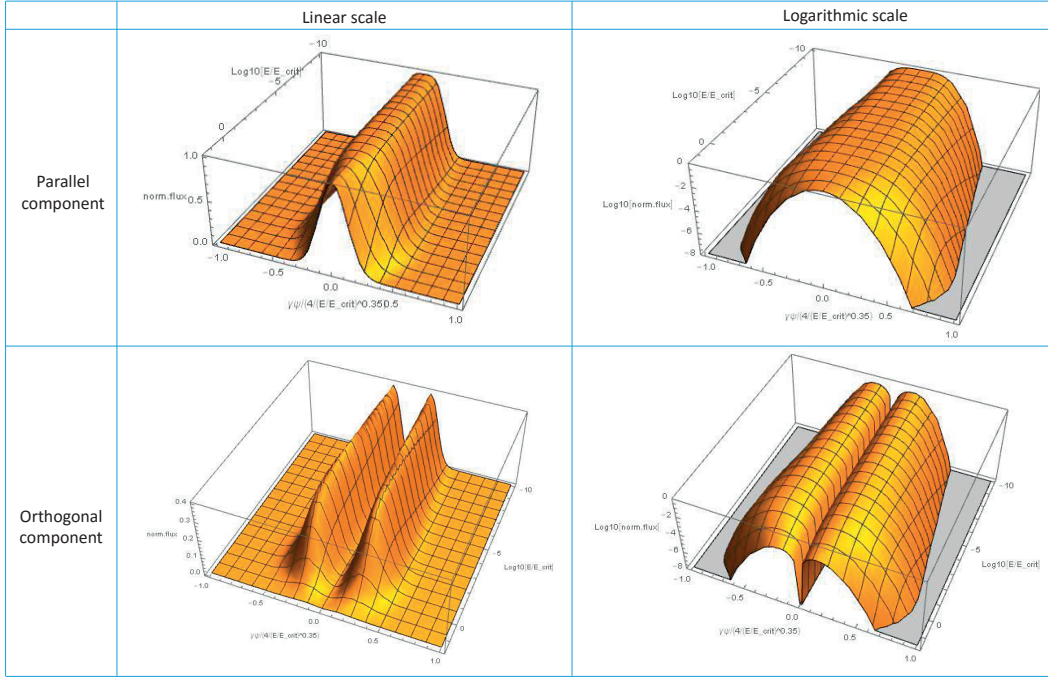 Linear scale
Logarithmic scale
Parallel
component
-10
Log10[E/E_crit]
-5
0
1.0
norm.flux
0.5
0.0
-1.0
-0.5
0.0
γψ/(4/(E/E_crit)^0.35)
0.5
1.0
-10
Log10[E/E_crit]
-5
0
0
-2
Log10[norm.flux]
-4
-6
-8
-1.0
-0.5
0.0
γψ/(4/(E/E_crit)^0.35)
0.5
1.0
Orthogonal
component
0.4
0.3
norm.flux
0.2
0.1
0.0
-1.0
-0.5
0.0
γψ/(4/(E/E_crit)^0.35)
0.5
1.0
-10
-5
Log10[E/E_crit]
0
0
-2
Log10[norm.flux]
-4
-6
-8
-1.0
-0.5
0.0
γψ/(4/(E/E_crit)^0.35)
0.5
1.0
-10
-5
Log10[E/E_crit]
0